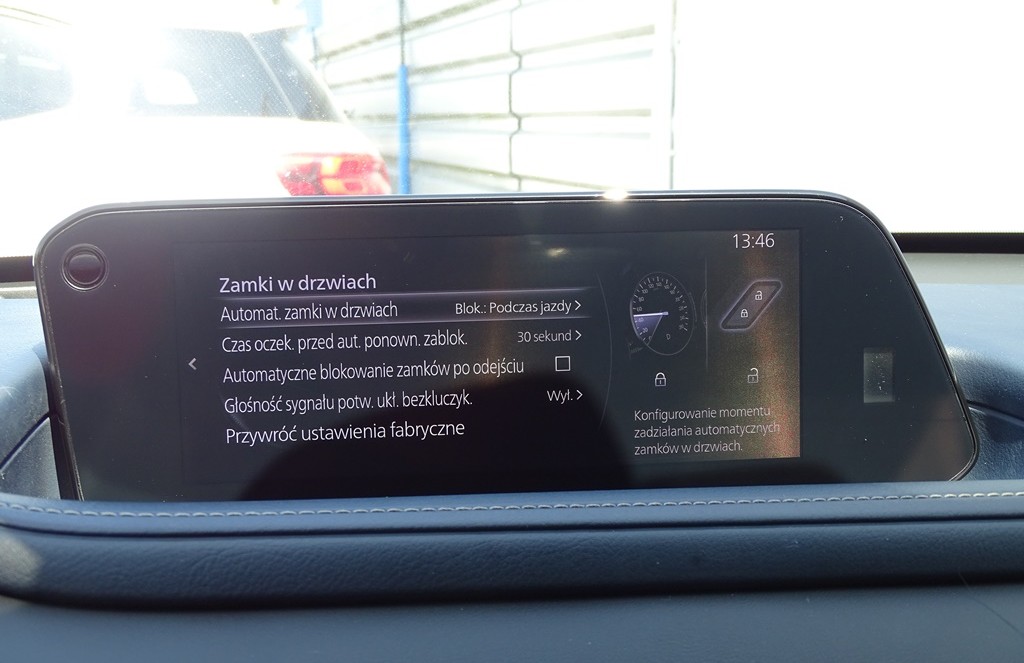 13:46
Zamki w drzwiach
Automat. zamki w drzwiach Blok.: Podczas jazdy >
Czas oczek. przed aut. ponown. zablok. 30 sekund >
Automatyczne blokowanie zamków po odejściu
Głośność sygnału potw. ukł. bezkluczyk. Wył. >
Przywróć ustawienia fabryczne
Konfigurowanie momentu
zadziałania automatycznych
zamków w drzwiach.